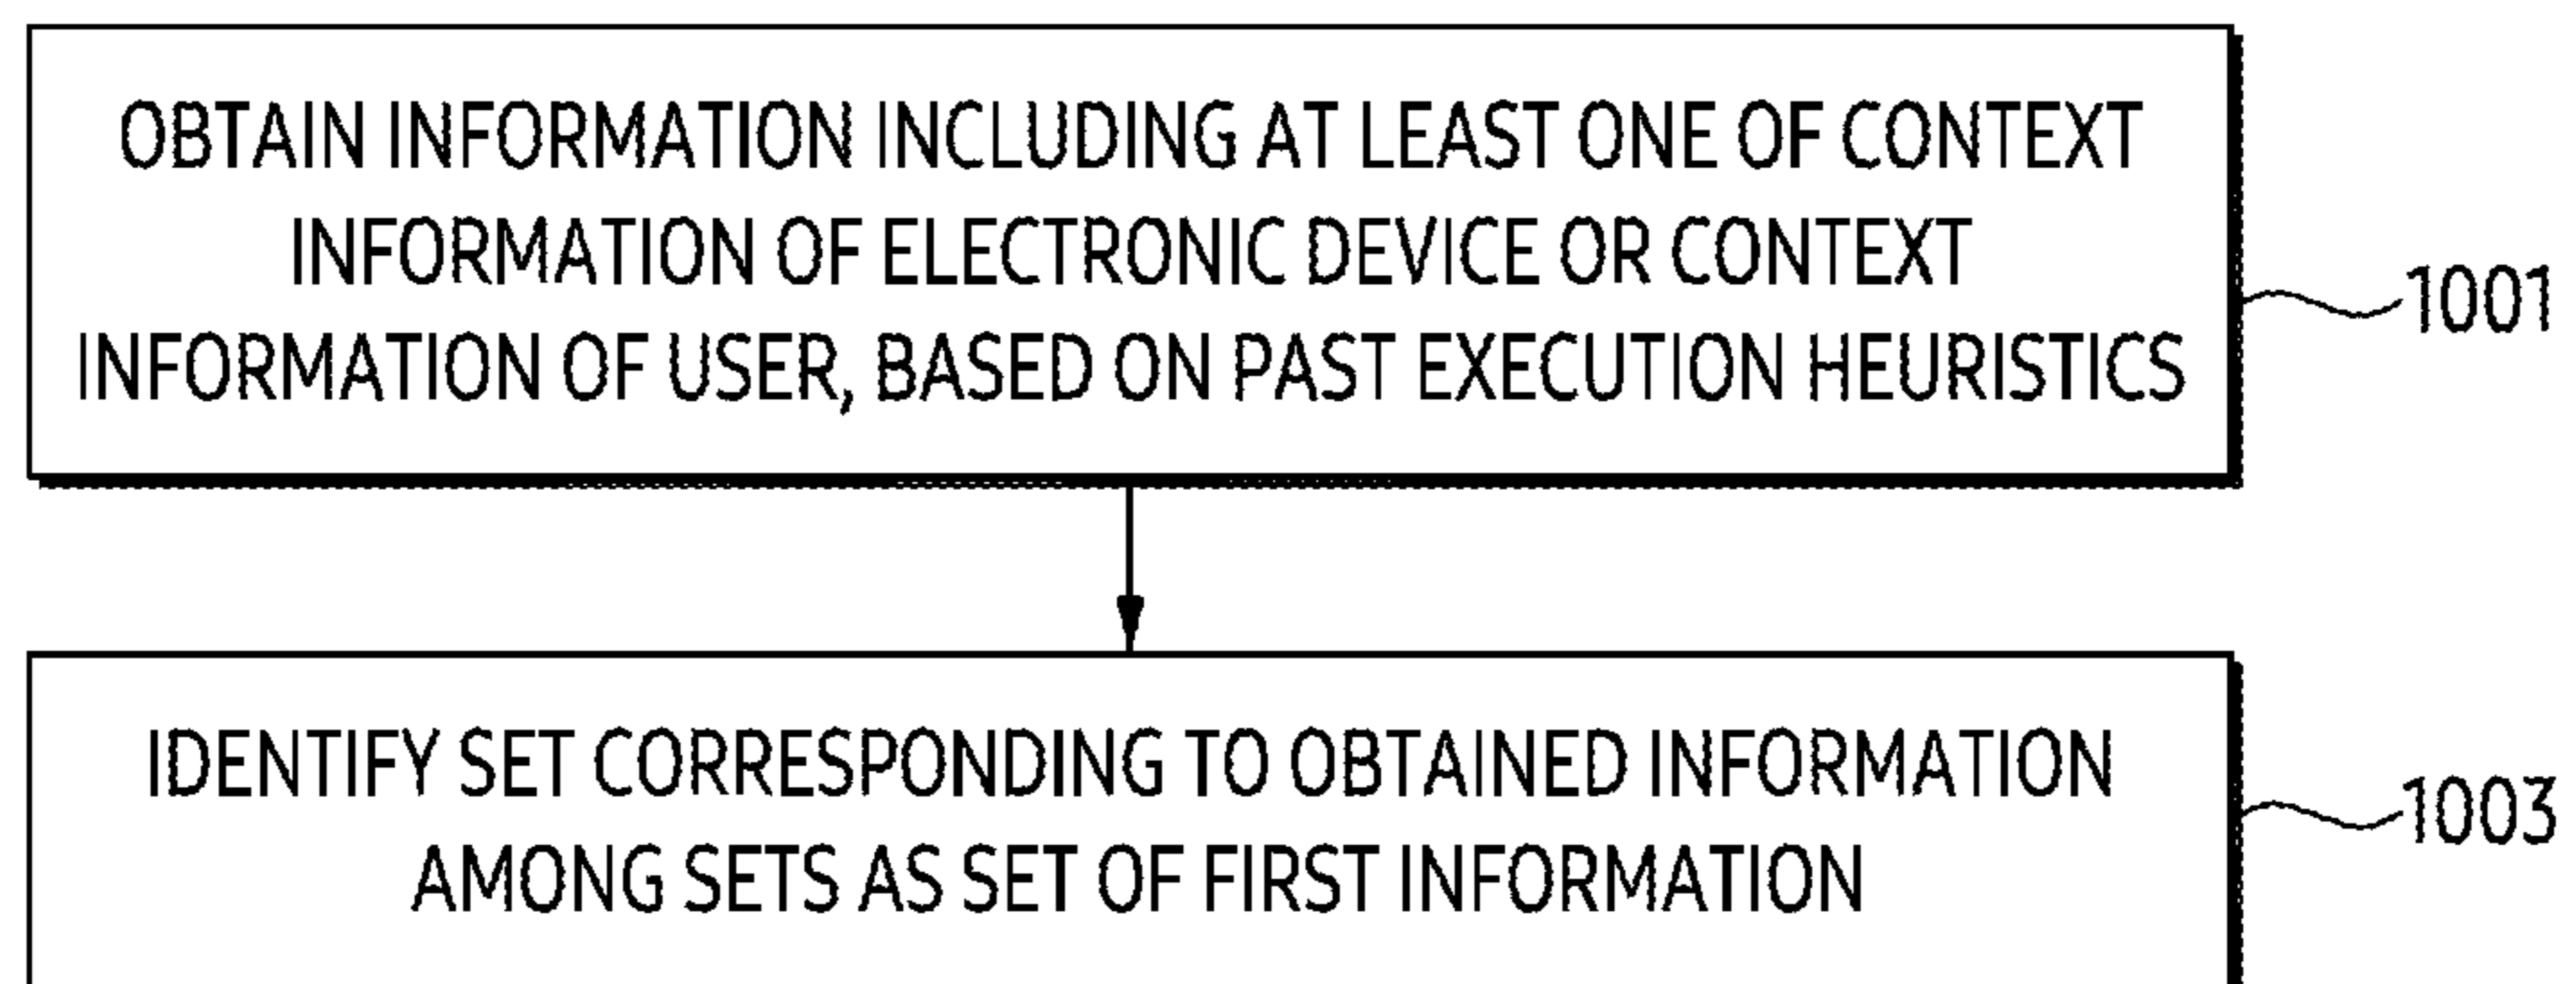 OBTAIN INFORMATION INCLUDING AT LEAST ONE OF CONTEXT
INFORMATION OF ELECTRONIC DEVICE OR CONTEXT
INFORMATION OF USER, BASED ON PAST EXECUTION HEURISTICS
1001
IDENTIFY SET CORRESPONDING TO OBTAINED INFORMATION
AMONG SETS AS SET OF FIRST INFORMATION
1003